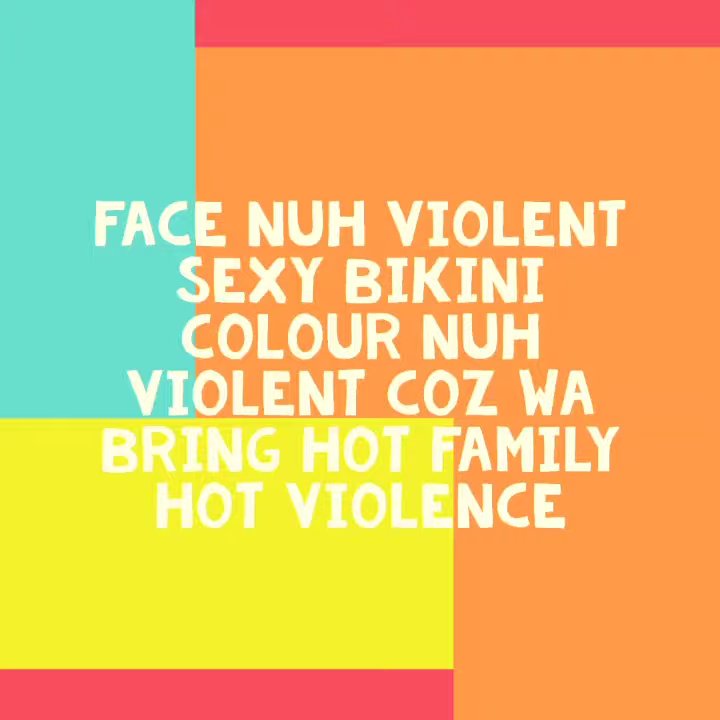 FACE NUH VIOLENT
SEXY BIKINI
COLOUR NUH
VIOLENT COZ WA
BRING HOT FAMILY
HOT VIOLENCE